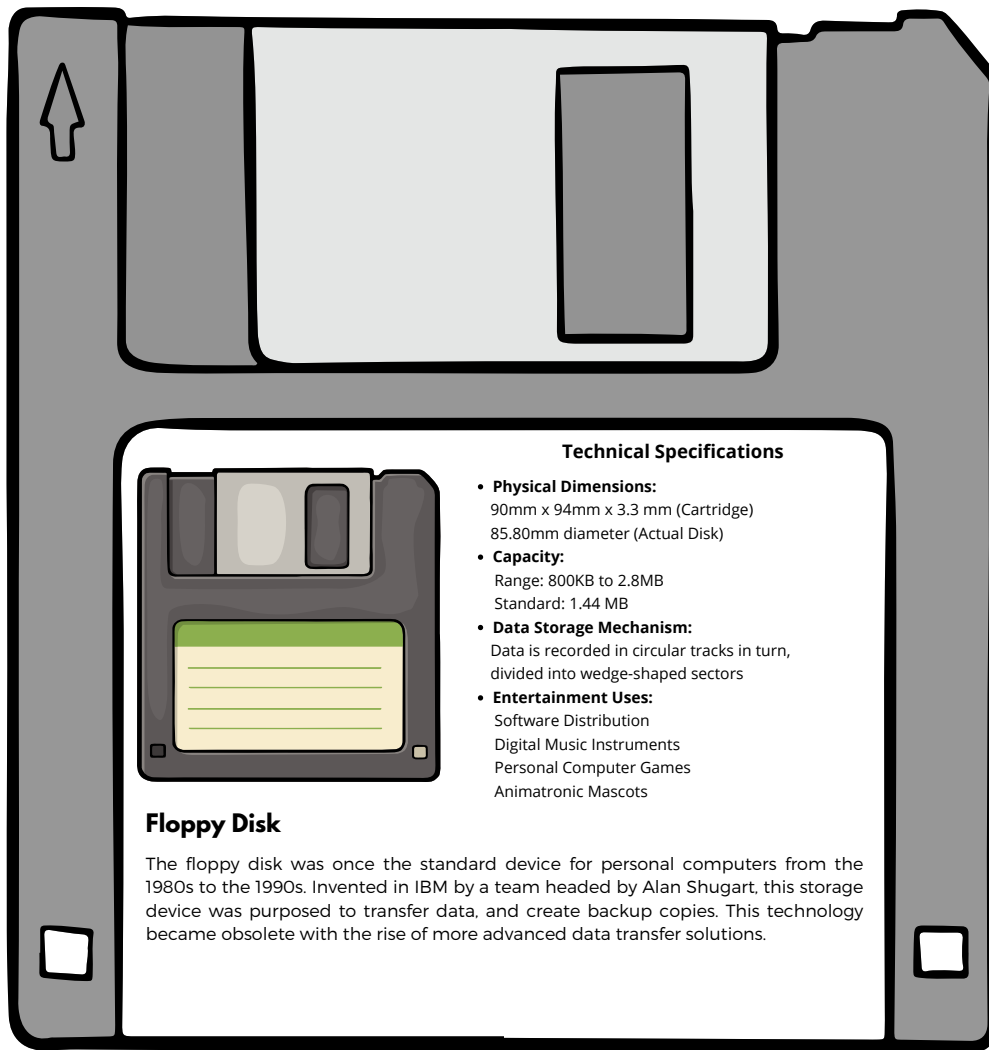 Technical Specifications
• Physical Dimensions:
90mm x 94mm x 3.3 mm (Cartridge)
85.80mm diameter (Actual Disk)
• Capacity:
Range: 800KB to 2.8MB
Standard: 1.44 MB
• Data Storage Mechanism:
Data is recorded in circular tracks in turn,
divided into wedge-shaped sectors
• Entertainment Uses:
Software Distribution
Digital Music Instruments
Personal Computer Games
Animatronic Mascots
Floppy Disk
The floppy disk was once the standard device for personal computers from the
1980s to the 1990s. Invented in IBM by a team headed by Alan Shugart, this storage
device was purposed to transfer data, and create backup copies. This technology
became obsolete with the rise of more advanced data transfer solutions.